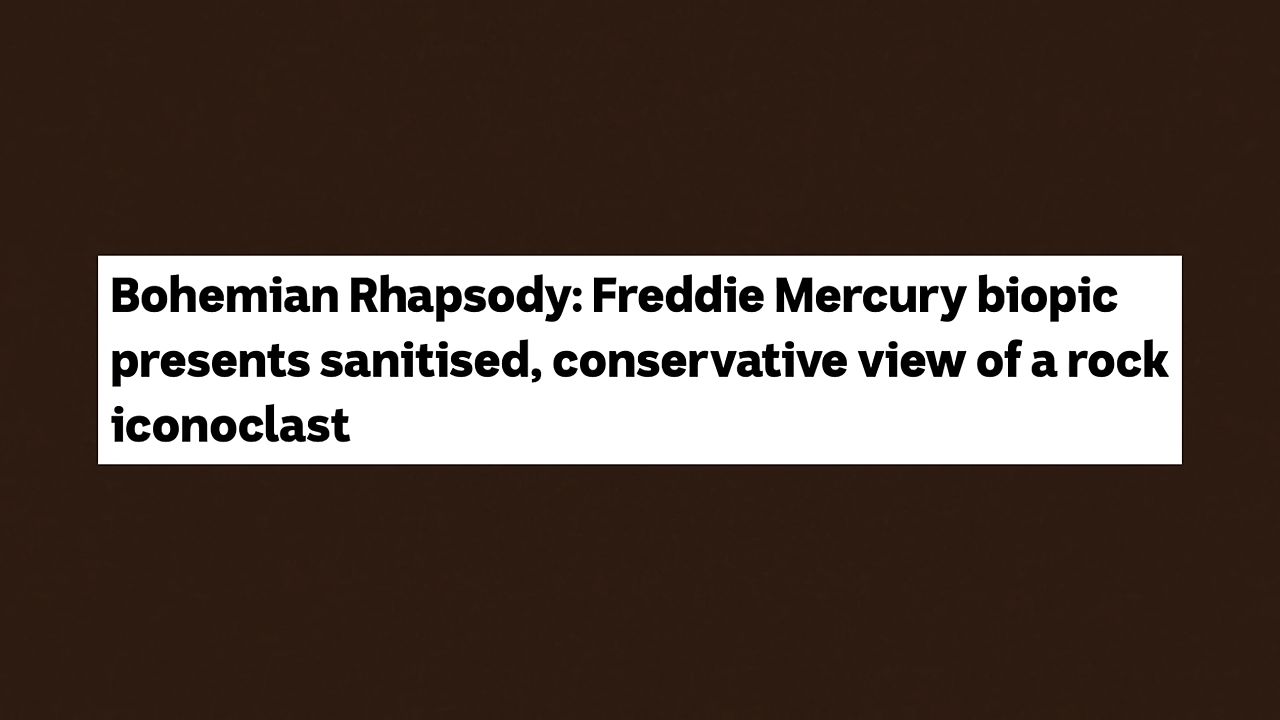 Bohemian Rhapsody: Freddie Mercury biopic
presents sanitised, conservative view of a rock
iconoclast